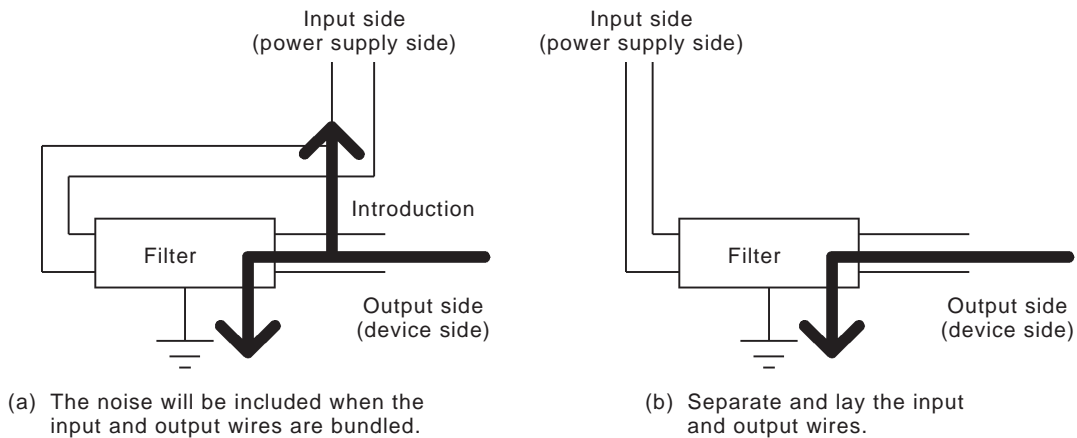 Input side
(power supply side)
Introduction
Filter
Output side
(device side)
(a) The noise will be included when the
input and output wires are bundled.
Input side
(power supply side)
Filter
Output side
(device side)
(b) Separate and lay the input
and output wires.